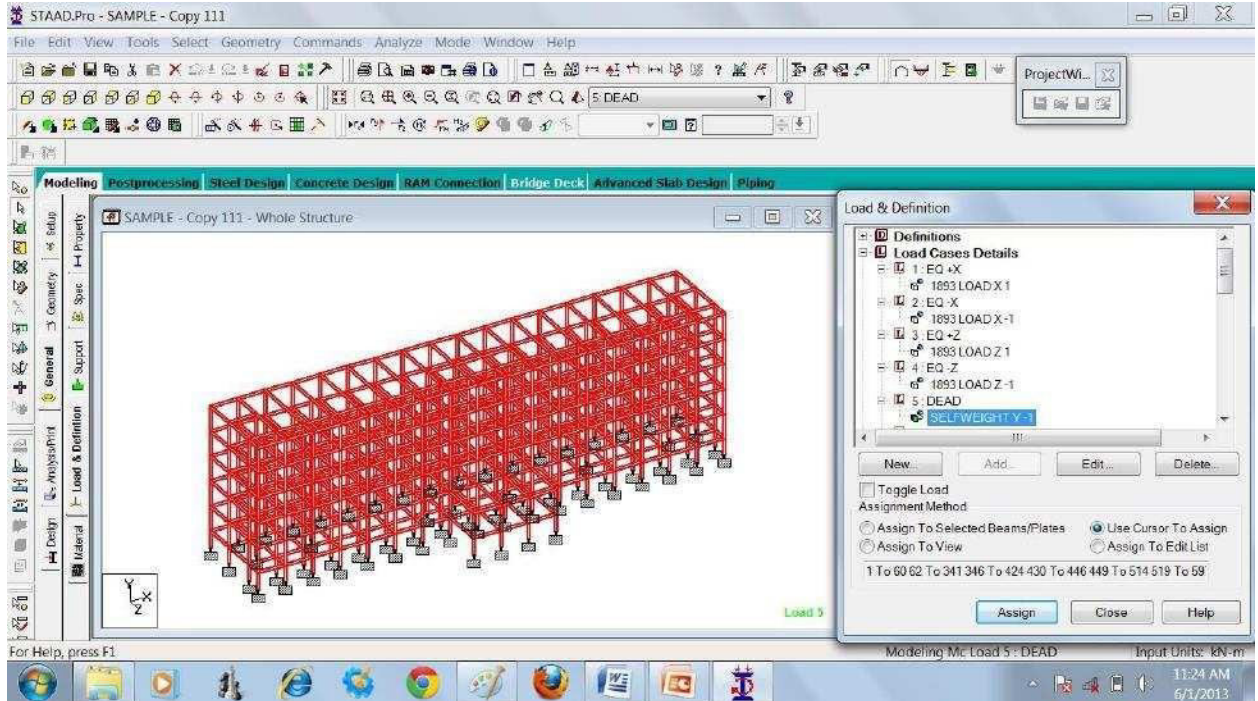 STAAD.Pro - SAMPLE - Copy 111
File Edit View Tools Select Geometry Commands Analyze Mode Window Help
ProjectWi...
5: DEAD
Modeling Postprocessing Steel Design Concrete Design RAM Connection Bridge Deck Advanced Slab Design Piping
Setup
Geometry
General
Analysis/Print
Design
Property
Spec
Support
Load & Definition
Material
SAMPLE - Copy 111 - Whole Structure
Y
X
Z
Load 5
Load & Definition
D Definitions
L Load Cases Details
L 1 : EQ +X
1893 LOAD X 1
L 2 : EQ -X
1893 LOAD X -1
L 3 : EQ +Z
1893 LOAD Z 1
L 4 : EQ -Z
1893 LOAD Z -1
L 5 : DEAD
SELFWEIGHT Y -1
New... Add... Edit... Delete...
Toggle Load
Assignment Method
Assign To Selected Beams/Plates Use Cursor To Assign
Assign To View Assign To Edit List
1 To 60 62 To 341 346 To 424 430 To 446 449 To 514 519 To 59
Assign Close Help
For Help, press F1
Modeling Mc Load 5 : DEAD Input Units: kN-m
11:24 AM
6/1/2013